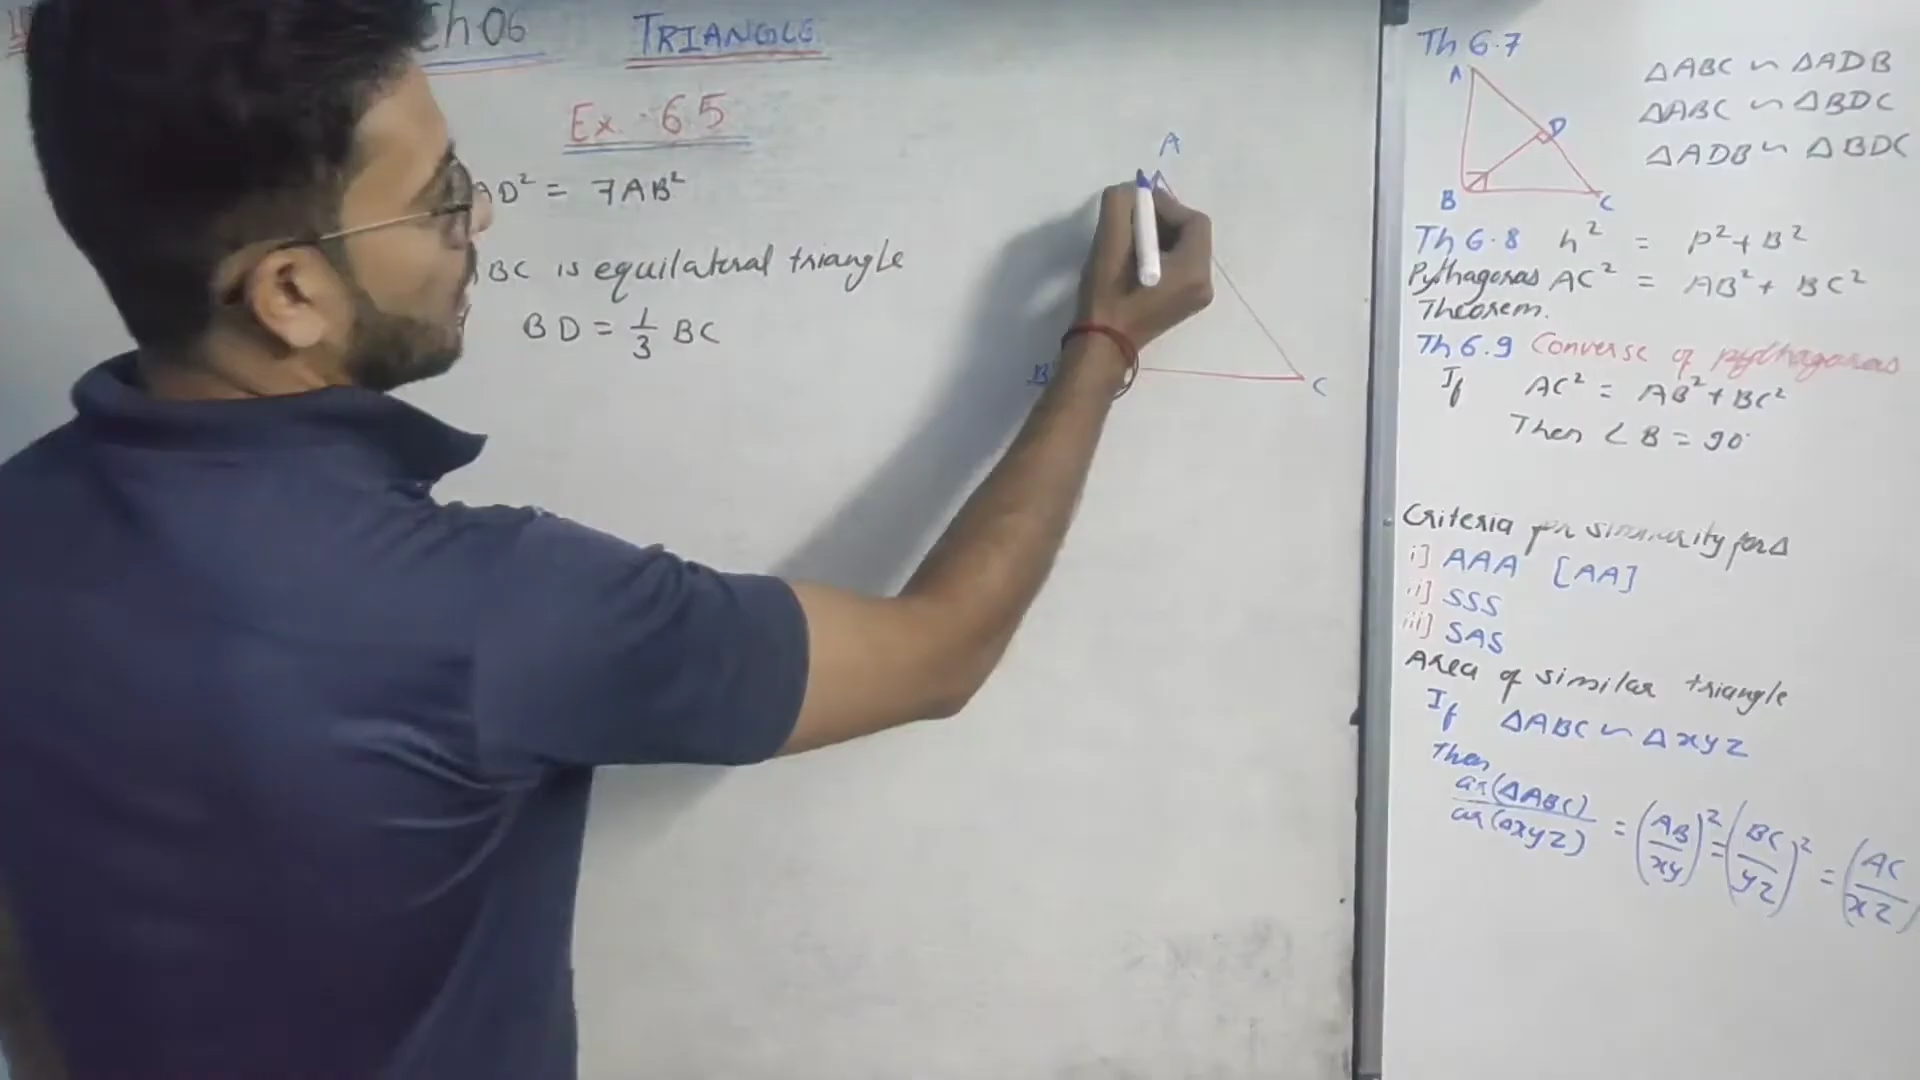 Ch 06 TRIANGLE
Ex. 6.5
AD² = 7AB²
ABC is equilateral triangle
BD = 1/3 BC
A
B
C
Th 6.7
A
D
B
C
ΔABC ~ ΔADB
ΔABC ~ ΔBDC
ΔADB ~ ΔBDC
Th 6.8 h² = P² + B²
Pythagoras AC² = AB² + BC²
Theorem.
Th 6.9 Converse of pythagoras
If AC² = AB² + BC²
Then ∠B = 90°
Criteria for similarity for Δ
i] AAA [AA]
ii] SSS
iii] SAS
Area of similar triangle
If ΔABC ~ Δxyz
Then
ar(ΔABC)/ar(Δxyz) = (AB/xy)² = (BC/yz)² = (AC/xz)